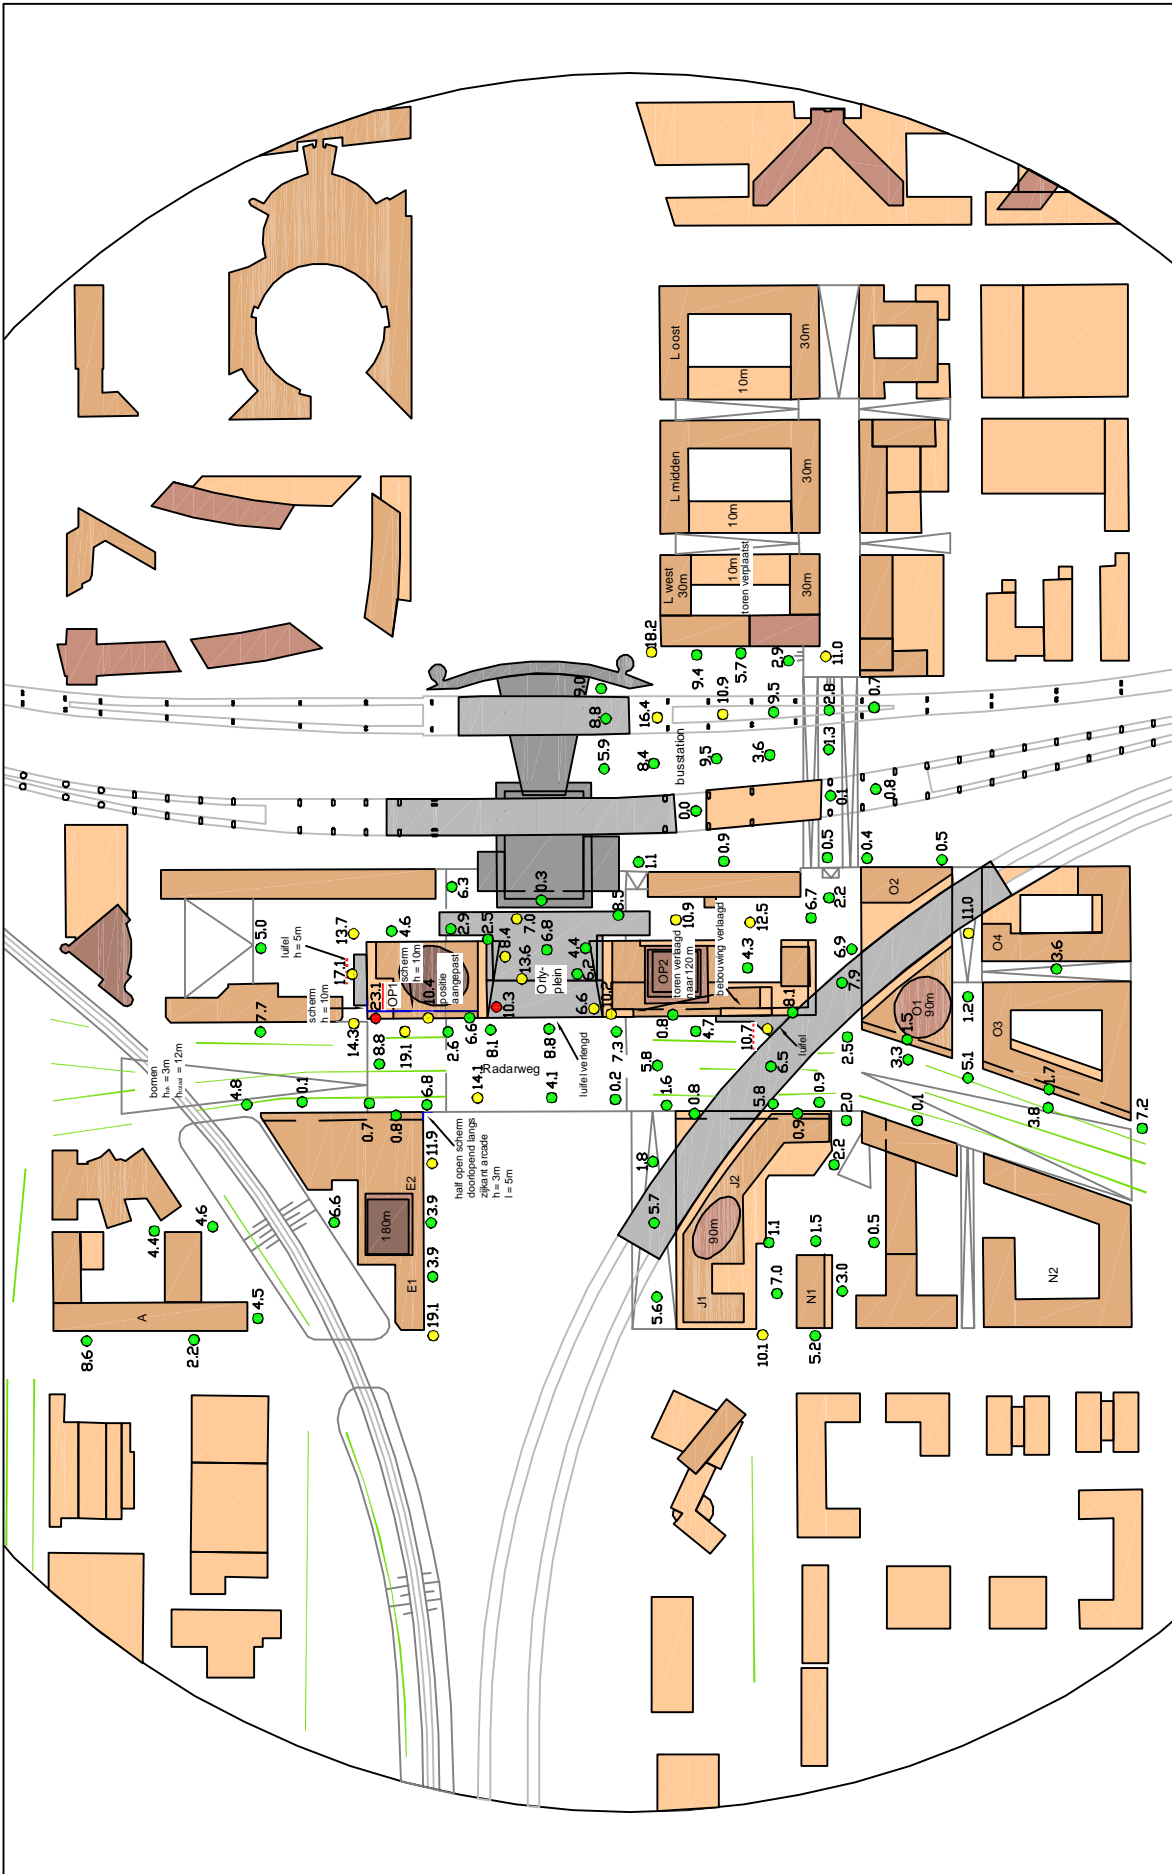 L oost
10m
30m
L midden
10m
30m
L west
30m
10m
30m
toren verplaatst
18.2
9.4
5.7
2.9
11.0
9.0
8.8
16.4
10.9
9.5
2.8
0.7
5.9
8.4
9.5
3.6
1.3
busstation
0.0
0.1
0.8
1.1
0.9
0.5
0.4
0.5
6.3
0.3
2.2
O2
5.0
13.7
4.6
2.9
2.5
7.0
8.5
10.9
12.5
6.7
11.0
O4
luifel
h = 5m
17.1
8.4
6.8
4.4
4.3
6.9
3.6
scherm
h = 10m
10.4
positie
aangepast
13.6
6.2
Orly-
plein
OP1
OP2
toren verlaagd
naar 120 m
bebouwing verlaagd
7.9
1.2
O1
90m
scherm
h = 10m
7.7
14.3
23.1
10.3
6.6
10.2
8.1
O3
8.8
19.1
2.6
6.6
8.1
8.8
7.3
0.8
4.7
10.7
luifel
2.5
3.3
1.5
5.1
bomen
h = 3m
h = 12m
Radarweg
luifel verlengd
5.8
6.5
4.8
0.1
0.7
0.8
6.8
14.1
4.1
0.2
1.6
0.8
5.8
0.9
0.9
2.0
0.1
3.8
1.7
7.2
half open scherm
doorlopend langs
zijkant arcade
h = 3m
l = 5m
11.9
1.8
2.2
4.4
4.6
6.6
180m
E2
3.9
5.7
J2
90m
1.1
1.5
0.5
E1
3.9
5.6
J1
7.0
N1
3.0
N2
A
4.5
8.6
2.2
19.1
10.1
5.2